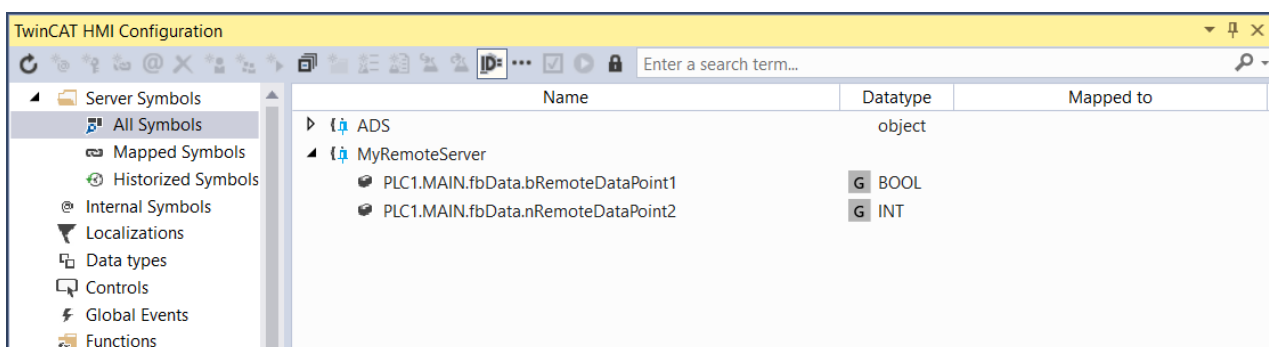 TwinCAT HMI Configuration
Enter a search term...
Server Symbols
All Symbols
Mapped Symbols
Historized Symbols
Internal Symbols
Localizations
Data types
Controls
Global Events
Functions
Name Datatype Mapped to
ADS object
MyRemoteServer
PLC1.MAIN.fbData.bRemoteDataPoint1 G BOOL
PLC1.MAIN.fbData.nRemoteDataPoint2 G INT